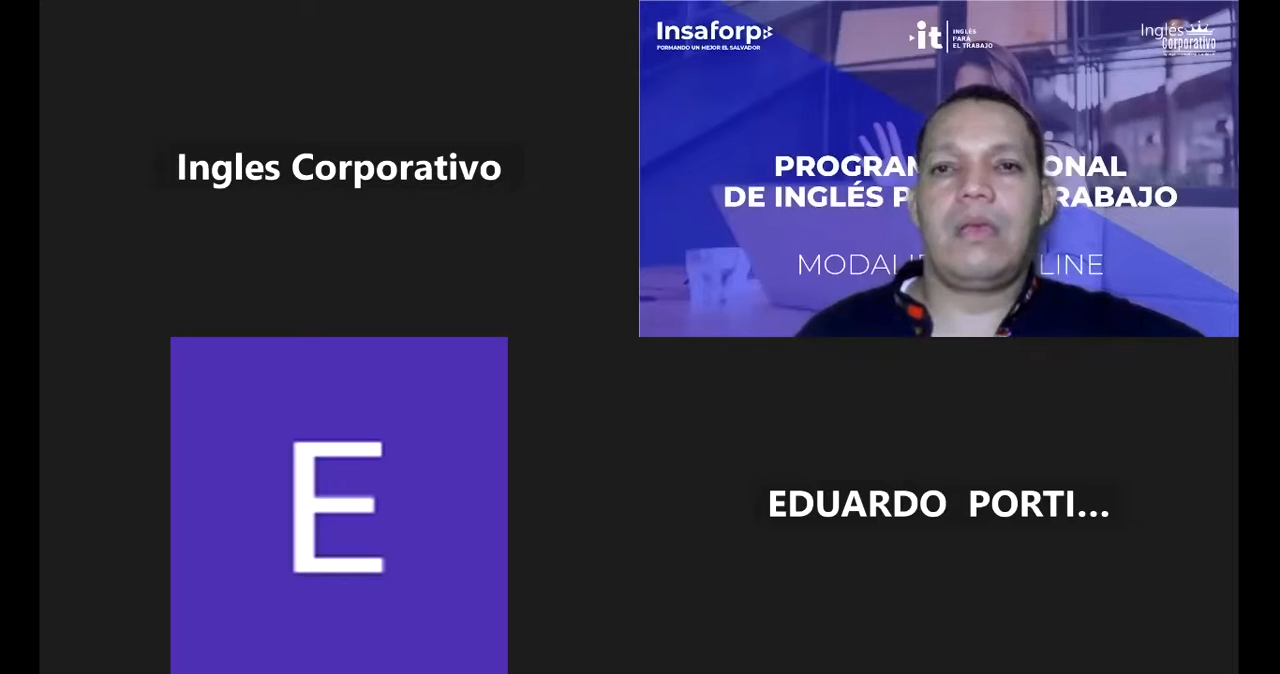 Ingles Corporativo
Insaforp
FORMANDO UN MEJOR EL SALVADOR
it
INGLÉS
PARA
EL TRABAJO
Inglés
Corporativo
PROGRAM ONAL
DE INGLÉS P RABAJO
MODALI LINE
E
EDUARDO PORTI...